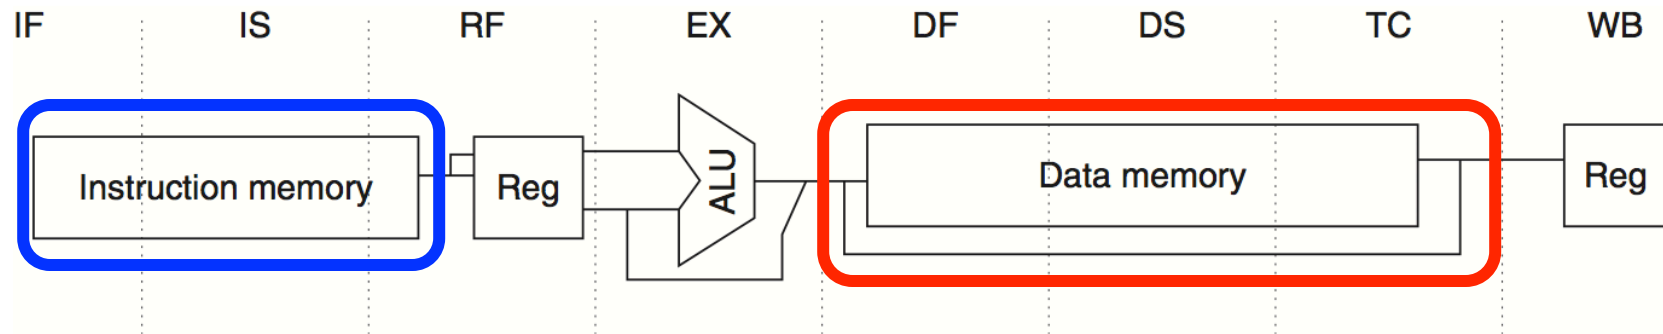 IF IS RF EX DF DS TC WB
Instruction memory Reg ALU Data memory Reg